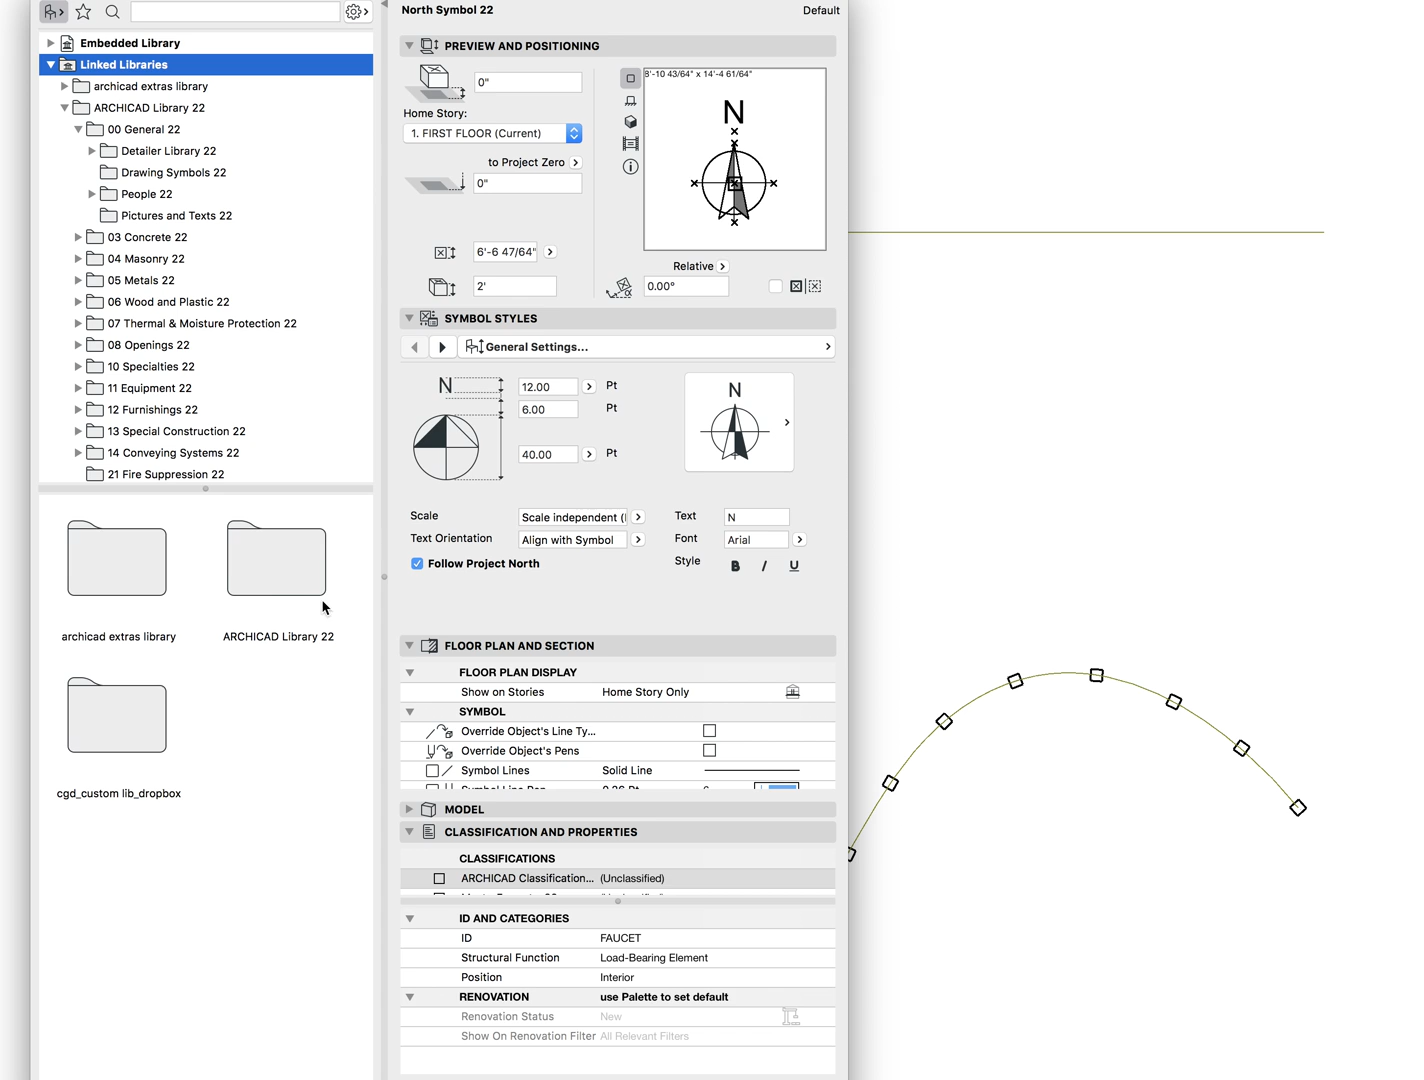 North Symbol 22
Default
Embedded Library
Linked Libraries
archicad extras library
ARCHICAD Library 22
00 General 22
Detailer Library 22
Drawing Symbols 22
People 22
Pictures and Texts 22
03 Concrete 22
04 Masonry 22
05 Metals 22
06 Wood and Plastic 22
07 Thermal & Moisture Protection 22
08 Openings 22
10 Specialties 22
11 Equipment 22
12 Furnishings 22
13 Special Construction 22
14 Conveying Systems 22
21 Fire Suppression 22
archicad extras library
ARCHICAD Library 22
cgd_custom lib_dropbox
PREVIEW AND POSITIONING
0"
Home Story:
1. FIRST FLOOR (Current)
to Project Zero
0"
6'-6 47/64"
2'
8'-10 43/64" x 14'-4 61/64"
N
Relative
0.00°
α
SYMBOL STYLES
General Settings...
N
12.00
Pt
6.00
Pt
40.00
Pt
N
Scale
Scale independent (
Text
N
Text Orientation
Align with Symbol
Font
Arial
Follow Project North
Style
B I U
FLOOR PLAN AND SECTION
FLOOR PLAN DISPLAY
Show on Stories
Home Story Only
SYMBOL
Override Object's Line Ty...
Override Object's Pens
Symbol Lines
Solid Line
Symbol Line Pen
0.26 Pt
MODEL
CLASSIFICATION AND PROPERTIES
CLASSIFICATIONS
ARCHICAD Classification...
(Unclassified)
ID AND CATEGORIES
ID
FAUCET
Structural Function
Load-Bearing Element
Position
Interior
RENOVATION
use Palette to set default
Renovation Status
New
Show On Renovation Filter
All Relevant Filters